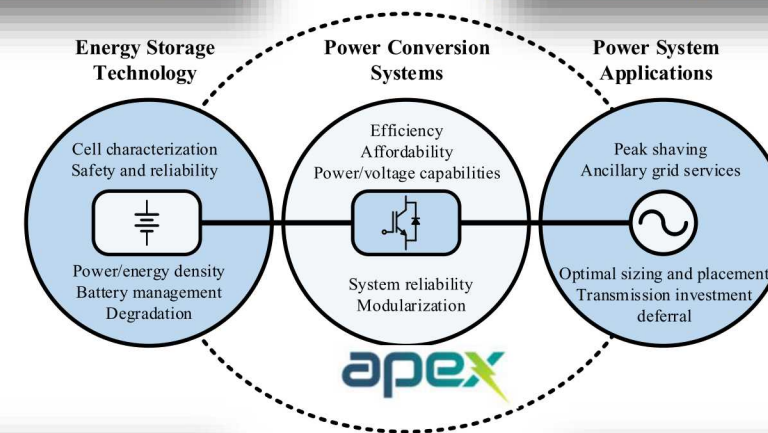 Energy Storage
Technology
Cell characterization
Safety and reliability
Power/energy density
Battery management
Degradation
Power Conversion
Systems
Efficiency
Affordability
Power/voltage capabilities
System reliability
Modularization
apex
Power System
Applications
Peak shaving
Ancillary grid services
Optimal sizing and placement
Transmission investment
deferral